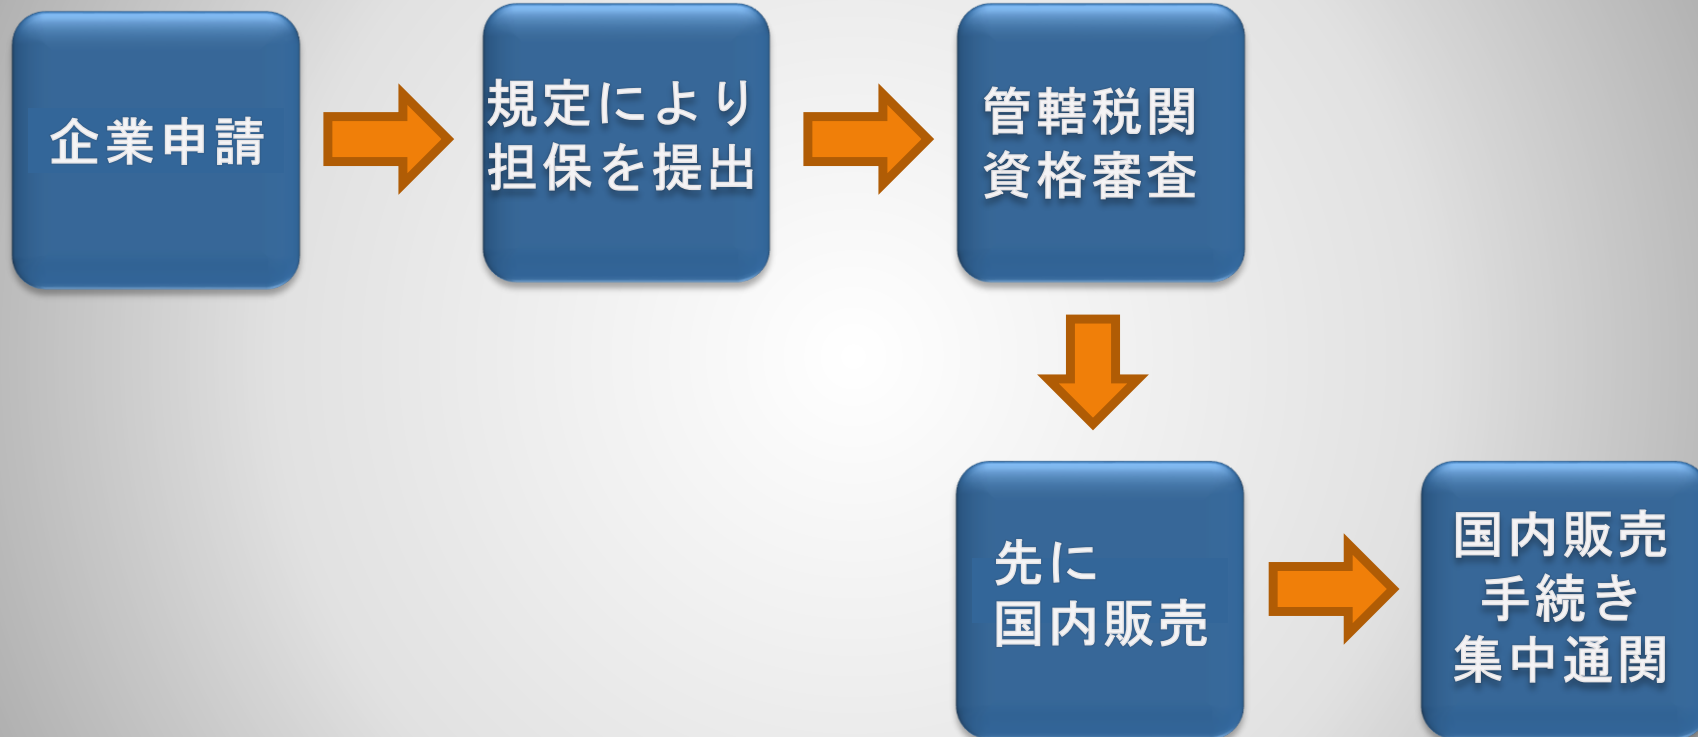 企業申請
規定により
担保を提出
管轄税関
資格審査
先に
国内販売
国内販売
手続き
集中通関